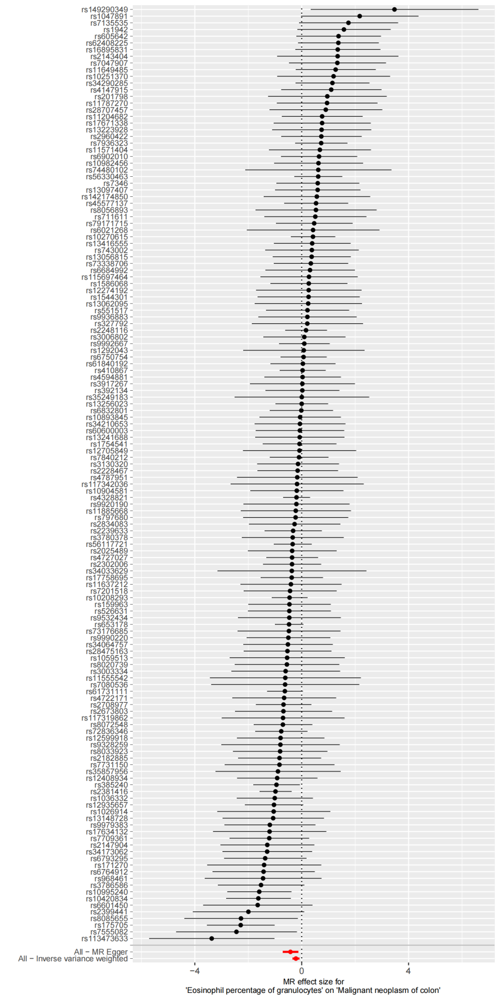 rs149290349
rs1047891
rs7135535
rs1942
rs605642
rs62408225
rs16895831
rs2143404
rs7047907
rs11649485
rs10251370
rs34290285
rs4147915
rs201798
rs11787270
rs28707457
rs11204682
rs17671338
rs13223928
rs2960422
rs7936323
rs11571404
rs6902010
rs10982456
rs74480102
rs56330463
rs7346
rs13097407
rs142174850
rs45577137
rs8056893
rs711611
rs79171715
rs6021268
rs10270615
rs13416555
rs743002
rs13056815
rs73338706
rs6684992
rs115697464
rs1586068
rs12274192
rs1544301
rs13062095
rs551517
rs9936883
rs327792
rs2248116
rs3006802
rs9992667
rs1292043
rs6750754
rs61840192
rs410867
rs4594881
rs3917267
rs392134
rs35249183
rs13256023
rs6832801
rs10893845
rs34210653
rs60600003
rs13241688
rs1754541
rs12705849
rs7840212
rs3130320
rs2228467
rs4787951
rs117342036
rs10904581
rs4328821
rs9920190
rs11885668
rs797680
rs2834083
rs2239633
rs3780378
rs56117721
rs2025489
rs4727027
rs2302006
rs34033629
rs17758695
rs11637212
rs7201518
rs10208293
rs159963
rs526631
rs9532434
rs653178
rs73176685
rs9990220
rs34064757
rs28475163
rs1059513
rs8020739
rs3003334
rs11555542
rs7080536
rs61731111
rs4722171
rs2708977
rs2673803
rs117319862
rs8072548
rs72836346
rs12599918
rs9328259
rs8033923
rs2182885
rs7731150
rs35857956
rs12408934
rs385240
rs2381416
rs1036332
rs12935657
rs1026914
rs13148728
rs9979383
rs17634132
rs7709361
rs2147904
rs34173062
rs6793295
rs171270
rs6764912
rs968461
rs3786586
rs10995240
rs10420834
rs6601450
rs2399441
rs8085655
rs175705
rs7555082
rs113473633
All − MR Egger
All − Inverse variance weighted
−4 0 4
MR effect size for
'Eosinophil percentage of granulocytes' on 'Malignant neoplasm of colon'